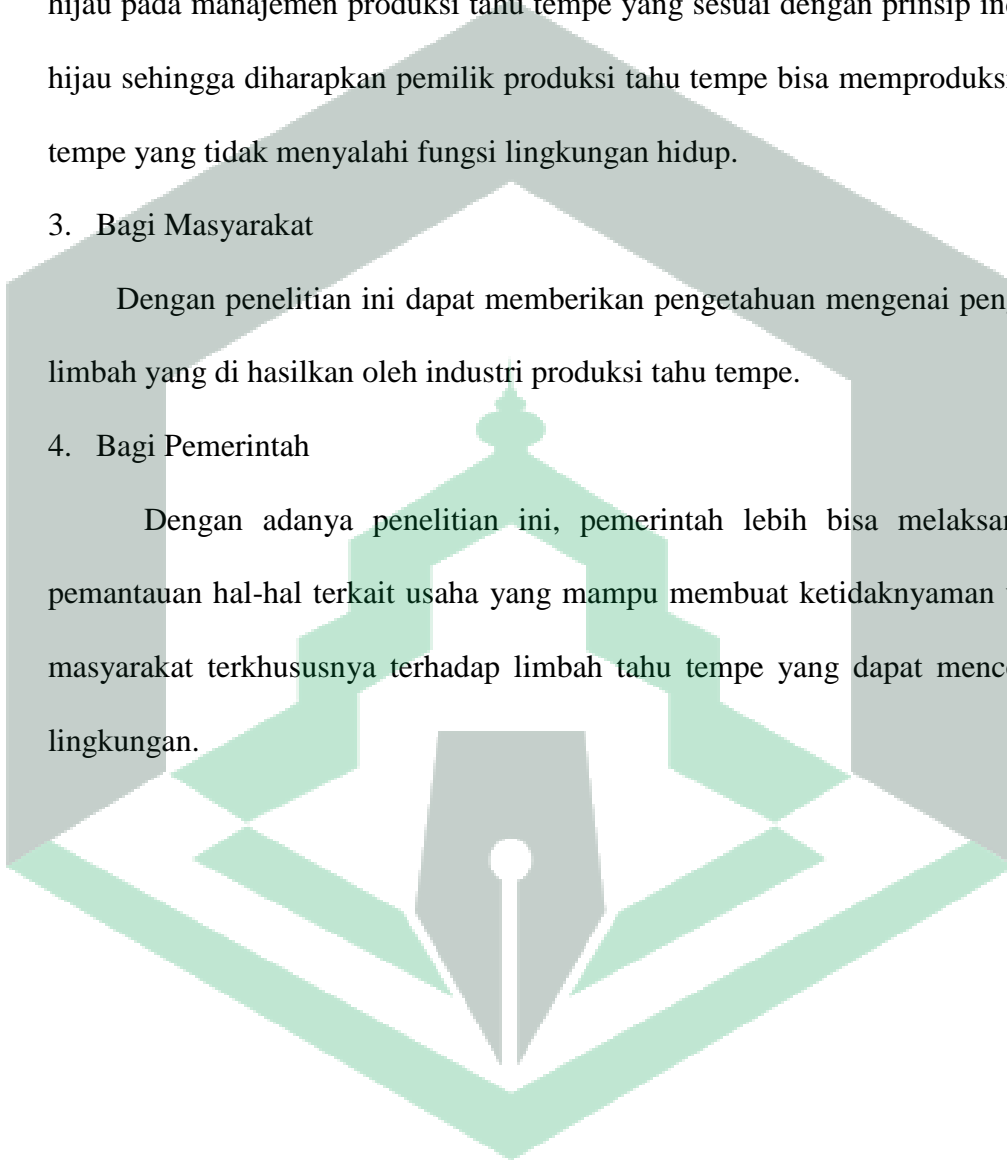 hijau pada manajemen produksi tahu tempe yang sesuai dengan prinsip
hijau sehingga diharapkan pemilik produksi tahu tempe bisa
tempe yang tidak menyalahi fungsi lingkungan hidup.
3. Bagi Masyarakat
Dengan penelitian ini dapat memberikan pengetahuan mengenai
limbah yang di hasilkan oleh industri produksi tahu tempe.
4. Bagi Pemerintah
Dengan adanya penelitian ini, pemerintah lebih bisa
pemantauan hal-hal terkait usaha yang mampu membuat ketidaknyaman
masyarakat terkhususnya terhadap limbah tahu tempe yang dapat
lingkungan.